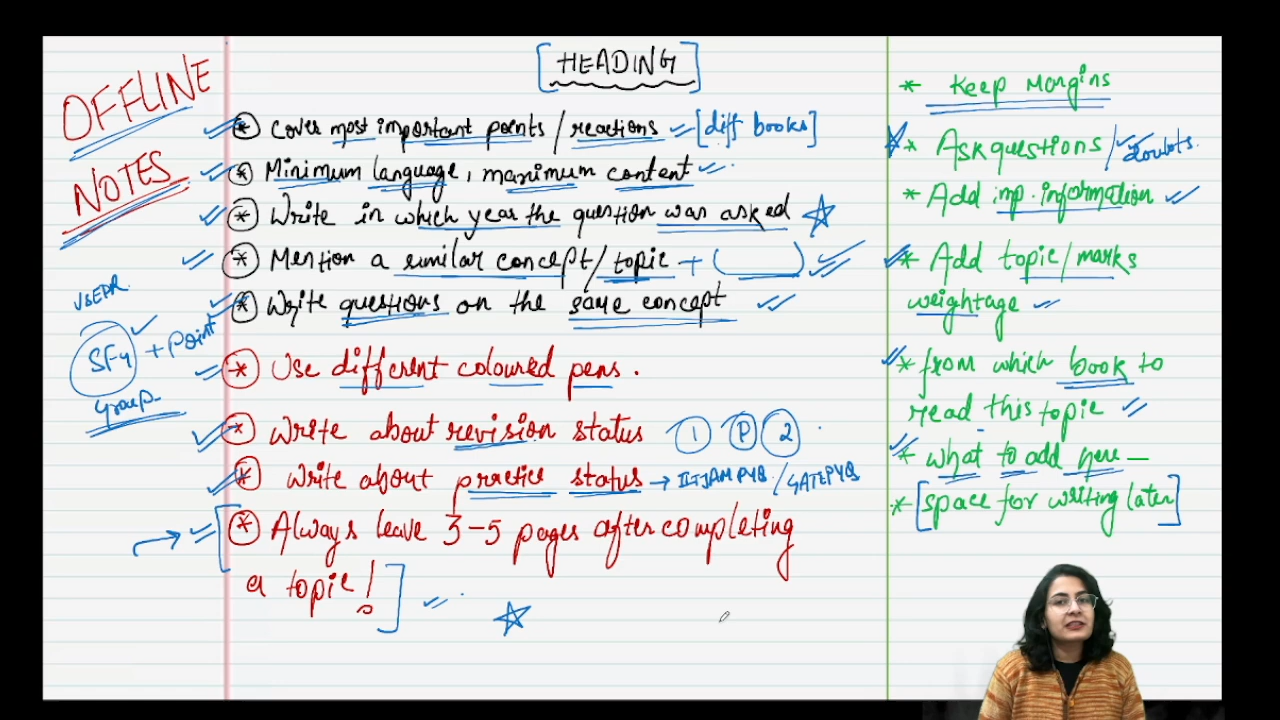 OFFLINE
NOTES
VSEPR
SF4 + Point
Group
[HEADING]
* Cover most important points / reactions = [diff books]
* Minimum language, maximum content
* Write in which year the question was asked
* Mention a similar concept/topic + ( )
* Write questions on the same concept
* Use different coloured pens.
* Write about revision status 1 P 2
* Write about practice status → IITJAM PYQ / GATE PYQ
* Always leave 3-5 pages after completing
a topic!
* Keep Margins
* Ask questions / doubts
* Add imp. information
* Add topic/marks
weightage
* from which book to
read this topic
* what to add here —
* [space for writing later]